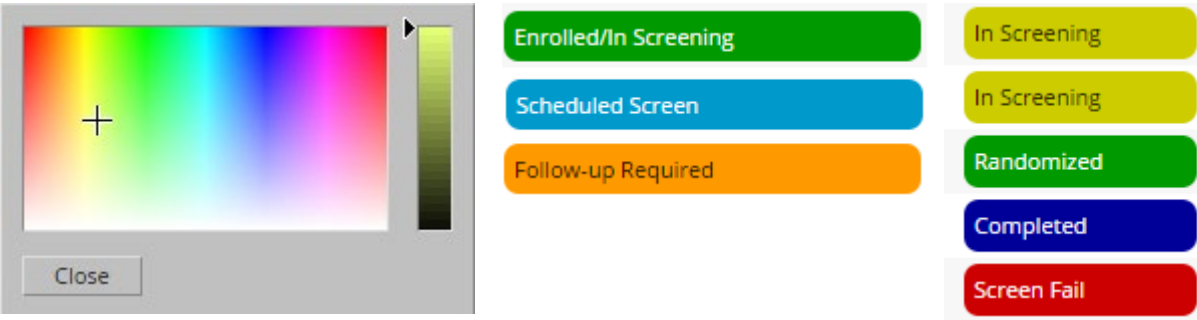 Close
Enrolled/In Screening
Scheduled Screen
Follow-up Required
In Screening
In Screening
Randomized
Completed
Screen Fail